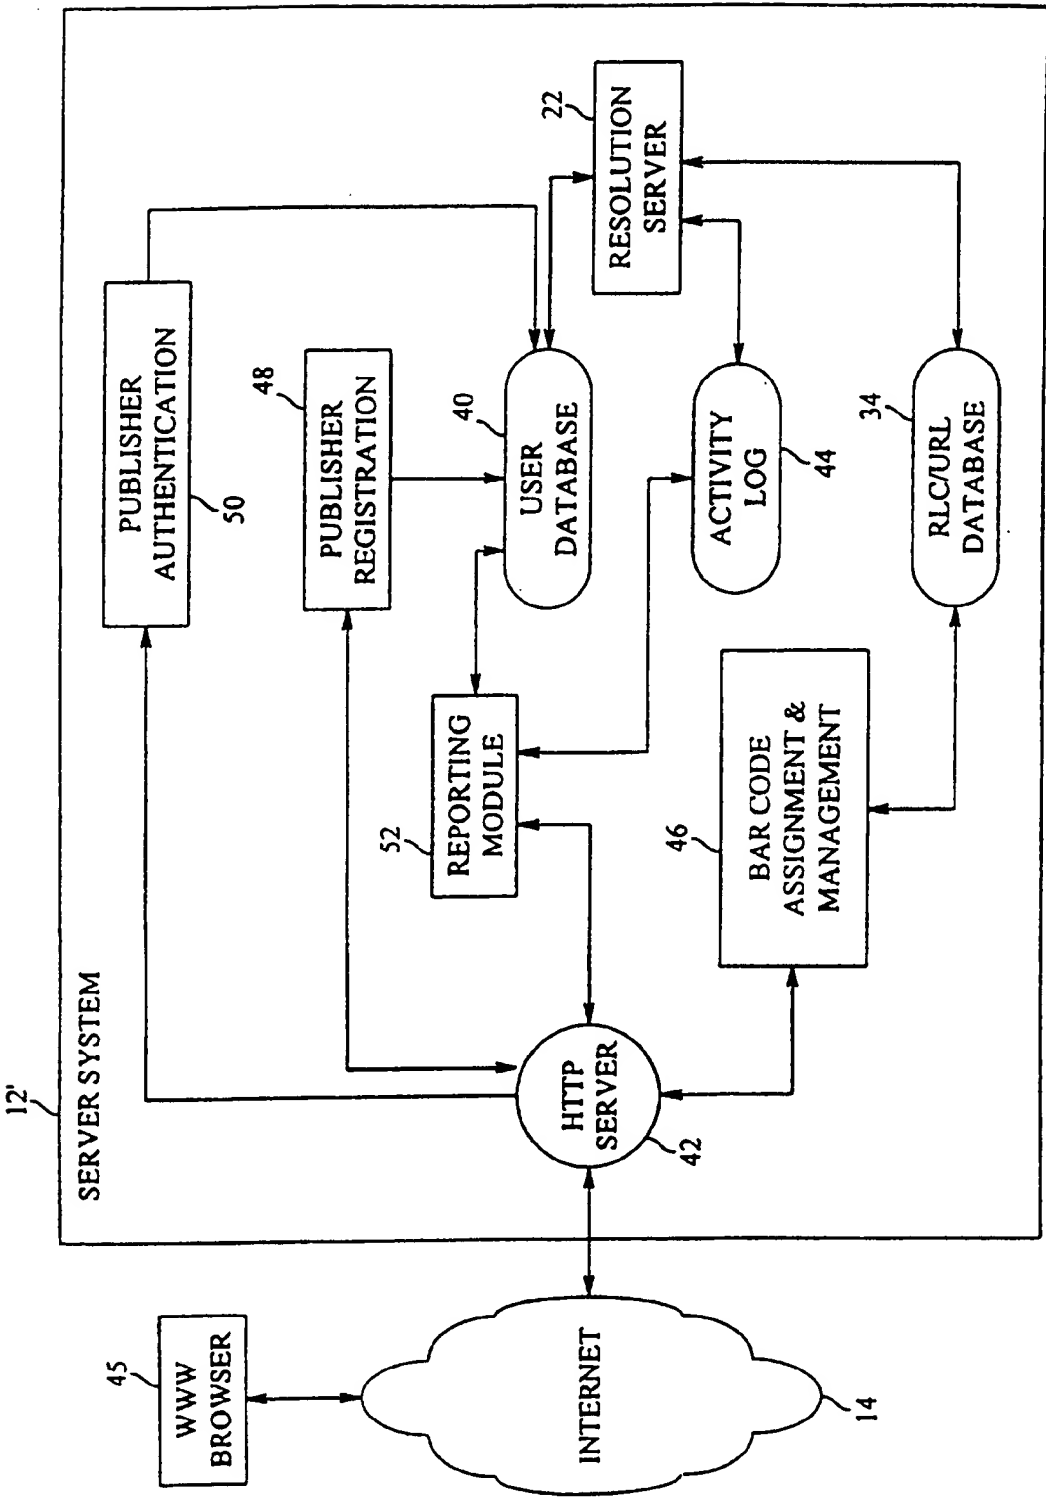 12'
SERVER SYSTEM
45
WWW
BROWSER
INTERNET
14
HTTP
SERVER
42
PUBLISHER
AUTHENTICATION
50
48
PUBLISHER
REGISTRATION
52
REPORTING
MODULE
40
USER
DATABASE
22
RESOLUTION
SERVER
ACTIVITY
LOG
44
46
BAR CODE
ASSIGNMENT &
MANAGEMENT
34
RLC/URL
DATABASE